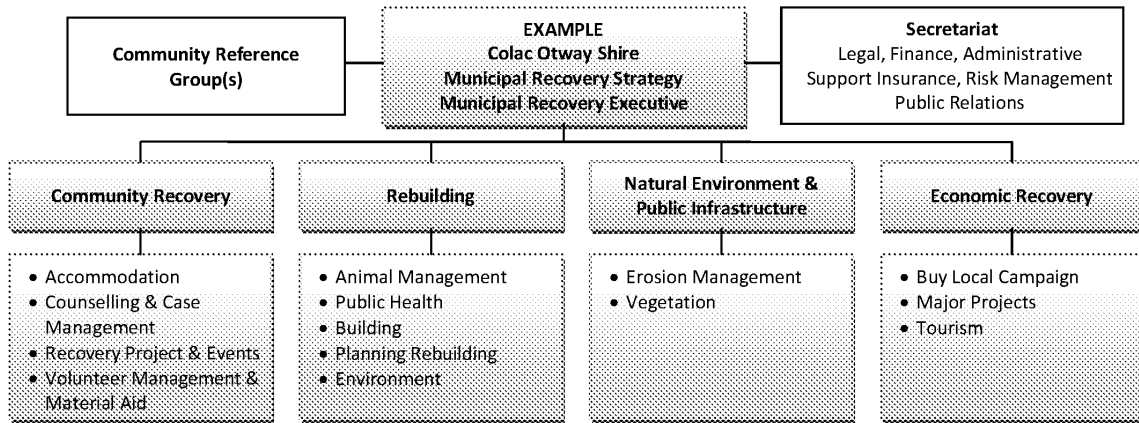 Community Reference
Group(s)
EXAMPLE
Colac Otway Shire
Municipal Recovery Strategy
Municipal Recovery Executive
Secretariat
Legal, Finance, Administrative
Support Insurance, Risk Management
Public Relations
Community Recovery
Rebuilding
Natural Environment &
Public Infrastructure
Economic Recovery
• Accommodation
• Counselling & Case
Management
• Recovery Project & Events
• Volunteer Management &
Material Aid
• Animal Management
• Public Health
• Building
• Planning Rebuilding
• Environment
• Erosion Management
• Vegetation
• Buy Local Campaign
• Major Projects
• Tourism